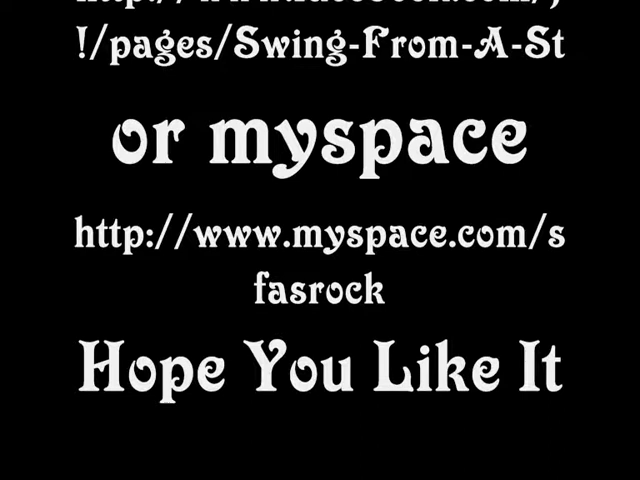 !/pages/Swing-From-A-St
or myspace
http://www.myspace.com/s
fasrock
Hope You Like It